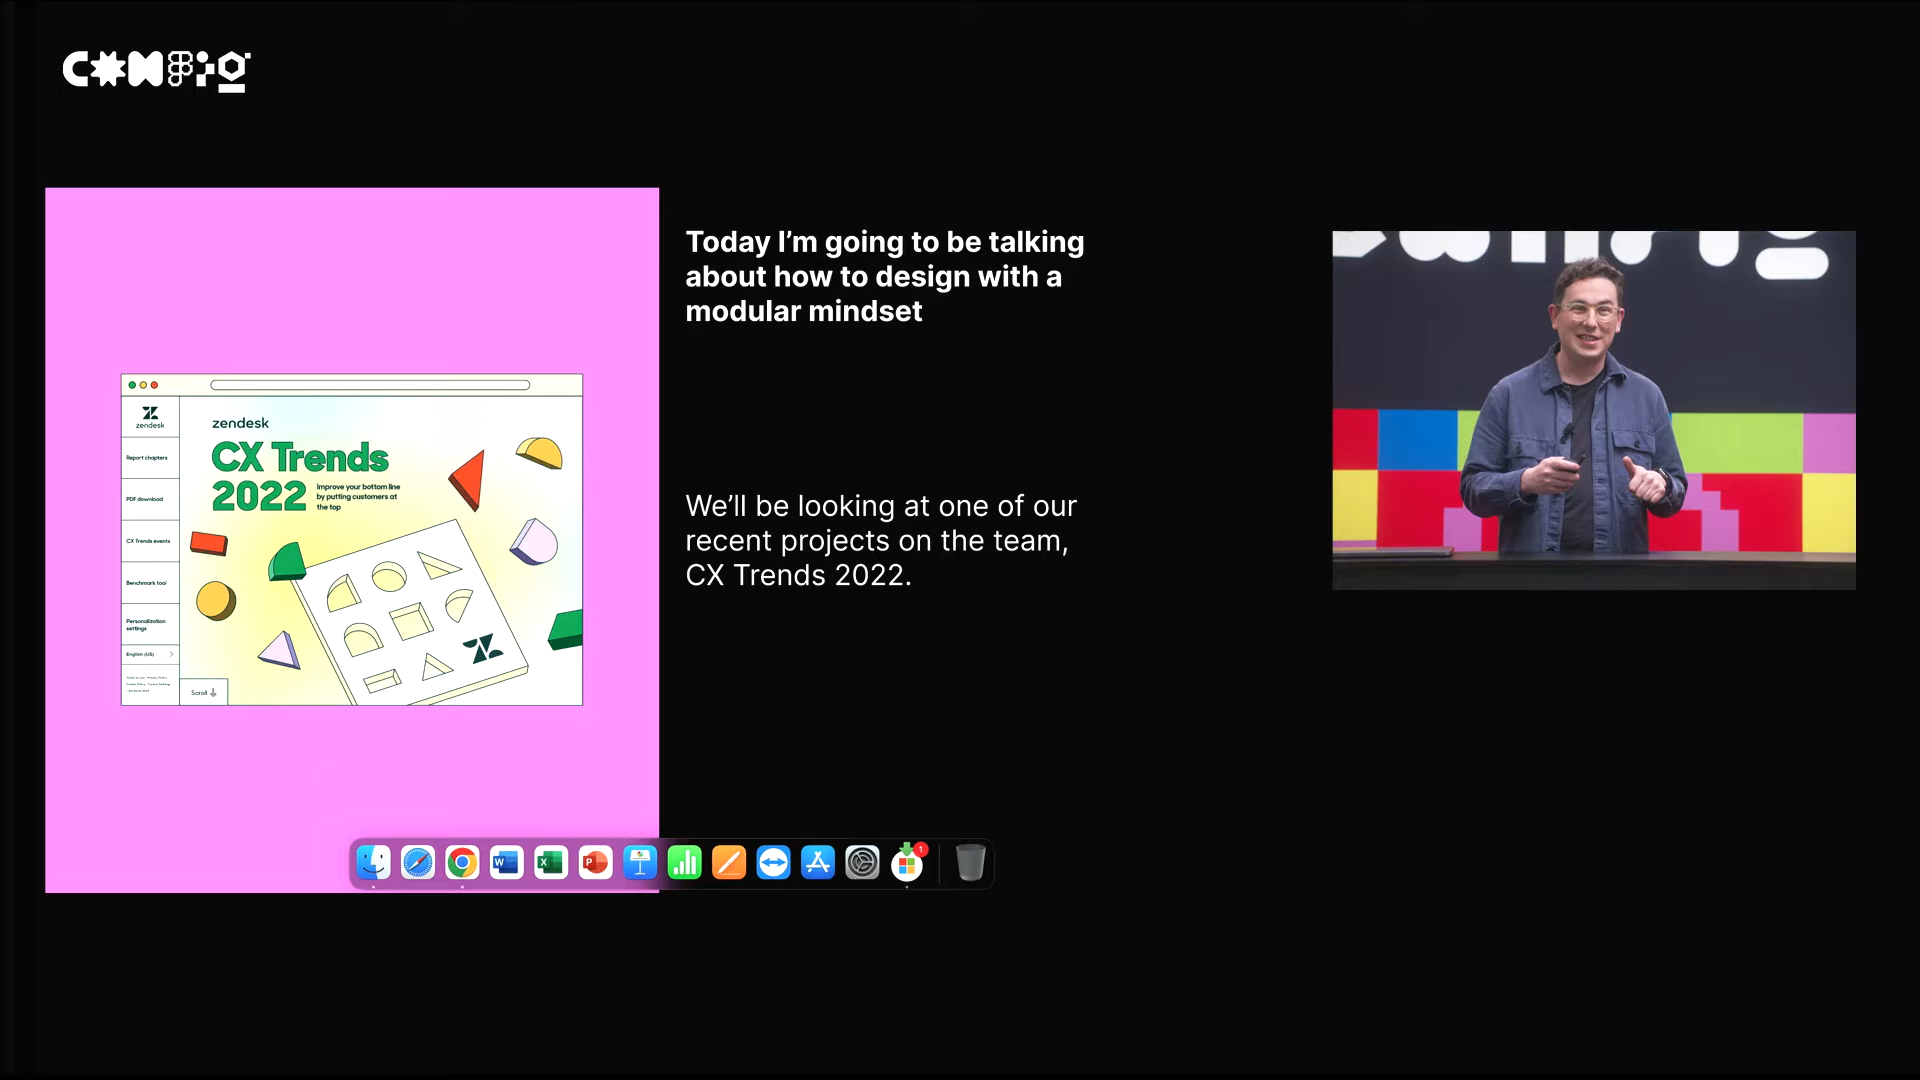 CONFIG
Today I’m going to be talking
about how to design with a
modular mindset
We’ll be looking at one of our
recent projects on the team,
CX Trends 2022.
zendesk
Report chapters
PDF download
CX Trends events
Benchmark tool
Personalization
settings
English (US)
zendesk
CX Trends
2022
Improve your bottom line
by putting customers at
the top
Scroll
W
X
P
1